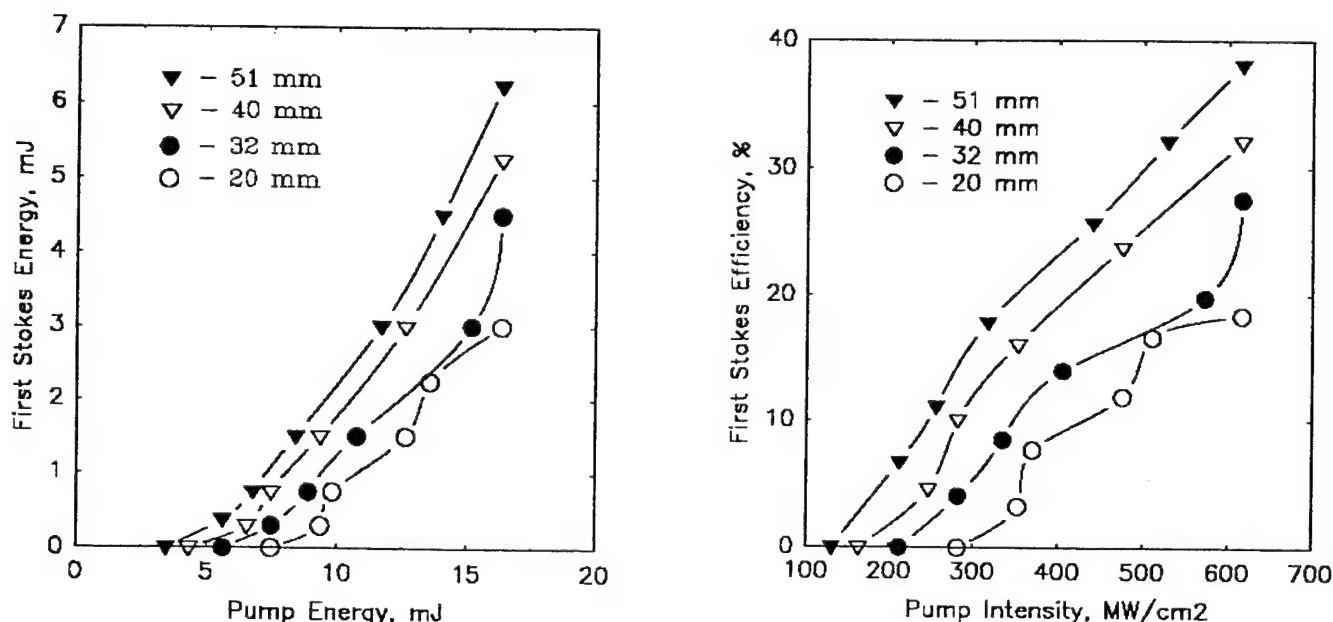 7
6
5
4
3
2
1
0
First Stokes Energy, mJ
▼ - 51 mm
▽ - 40 mm
● - 32 mm
○ - 20 mm
0 5 10 15 20
Pump Energy, mJ
40
30
20
10
0
First Stokes Efficiency, %
▼ - 51 mm
▽ - 40 mm
● - 32 mm
○ - 20 mm
100 200 300 400 500 600 700
Pump Intensity, MW/cm2